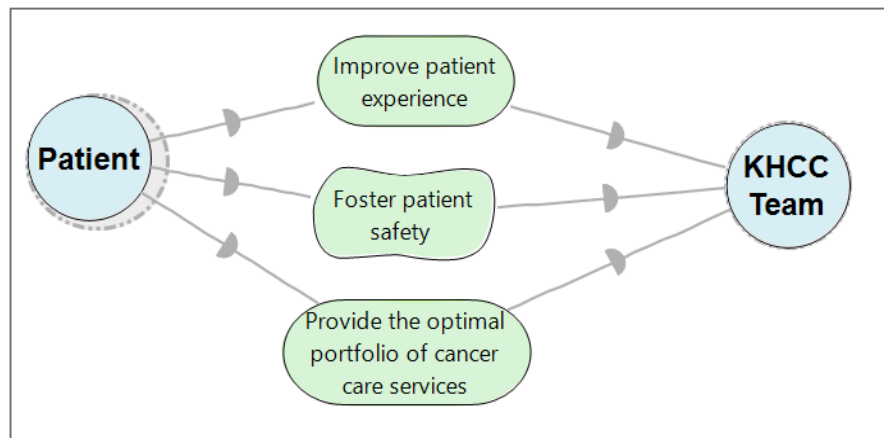 Improve patient
experience
Patient
KHCC
Team
Foster patient
safety
Provide the optimal
portfolio of cancer
care services